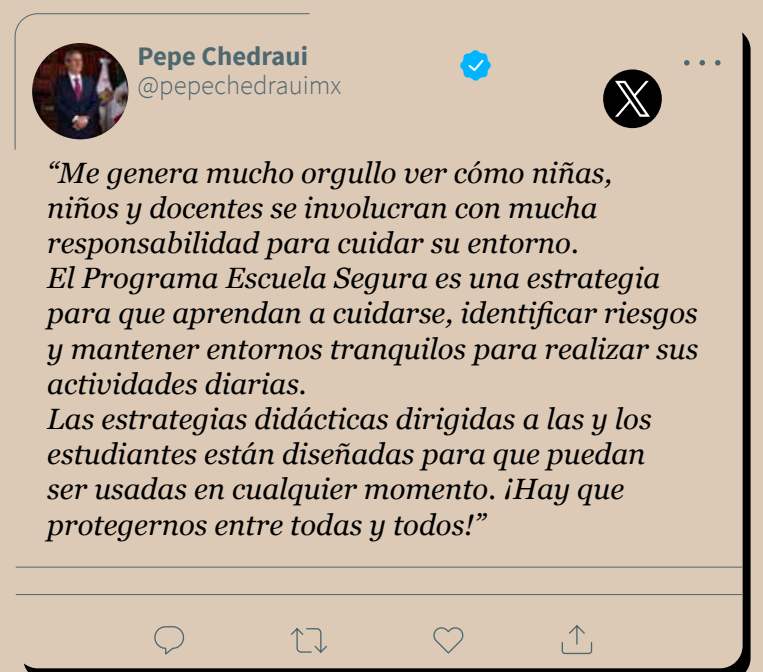 Pepe Chedraui
@pepechedrauimx
“Me genera mucho orgullo ver cómo niñas,
niños y docentes se involucran con mucha
responsabilidad para cuidar su entorno.
El Programa Escuela Segura es una estrategia
para que aprendan a cuidarse, identificar riesgos
y mantener entornos tranquilos para realizar sus
actividades diarias.
Las estrategias didácticas dirigidas a las y los
estudiantes están diseñadas para que puedan
ser usadas en cualquier momento. ¡Hay que
protegernos entre todas y todos!”